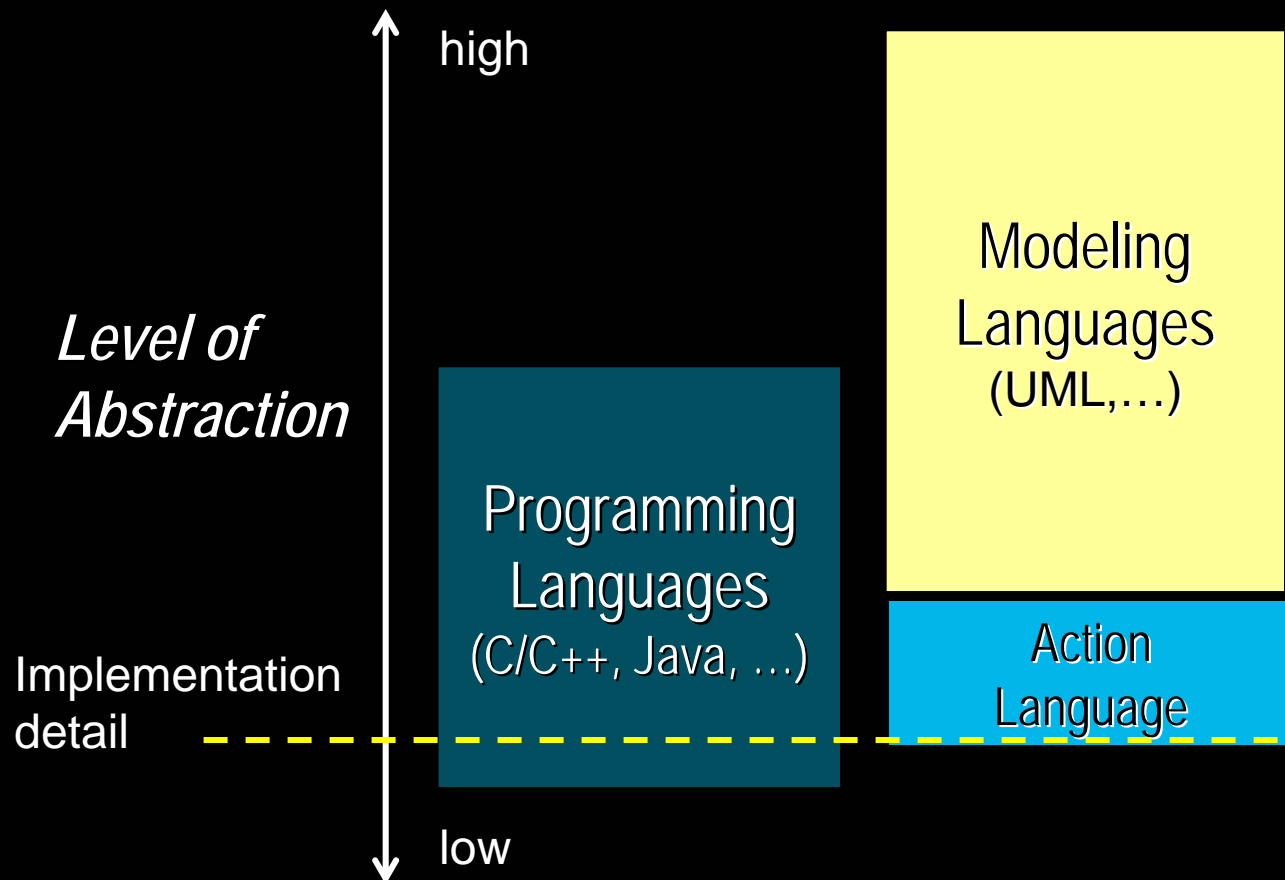 high
Level of
Abstraction
Modeling
Languages
(UML,…)
Programming
Languages
(C/C++, Java, …)
Action
Language
Implementation
detail
low